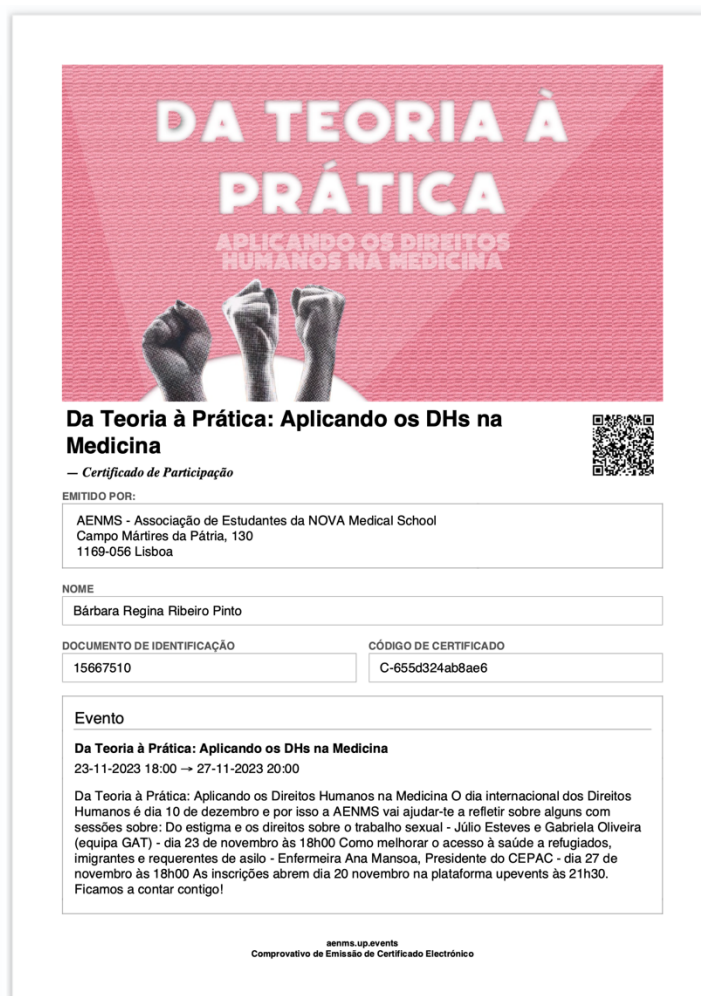 DA TEORIA À
PRÁTICA
APLICANDO OS DIREITOS
HUMANOS NA MEDICINA
Da Teoria à Prática: Aplicando os DHs na
Medicina
— Certificado de Participação
EMITIDO POR:
AENMS - Associação de Estudantes da NOVA Medical School
Campo Mártires da Pátria, 130
1169-056 Lisboa
NOME
Bárbara Regina Ribeiro Pinto
DOCUMENTO DE IDENTIFICAÇÃO
15667510
CÓDIGO DE CERTIFICADO
C-655d324ab8ae6
Evento
Da Teoria à Prática: Aplicando os DHs na Medicina
23-11-2023 18:00 → 27-11-2023 20:00
Da Teoria à Prática: Aplicando os Direitos Humanos na Medicina O dia internacional dos Direitos
Humanos é dia 10 de dezembro e por isso a AENMS vai ajudar-te a refletir sobre alguns com
sessões sobre: Do estigma e os direitos sobre o trabalho sexual - Júlio Esteves e Gabriela Oliveira
(equipa GAT) - dia 23 de novembro às 18h00 Como melhorar o acesso à saúde a refugiados,
imigrantes e requerentes de asilo - Enfermeira Ana Mansoa, Presidente do CEPAC - dia 27 de
novembro às 18h00 As inscrições abrem dia 20 novembro na plataforma upevents às 21h30.
Ficamos a contar contigo!
aenms.up.events
Comprovativo de Emissão de Certificado Electrónico